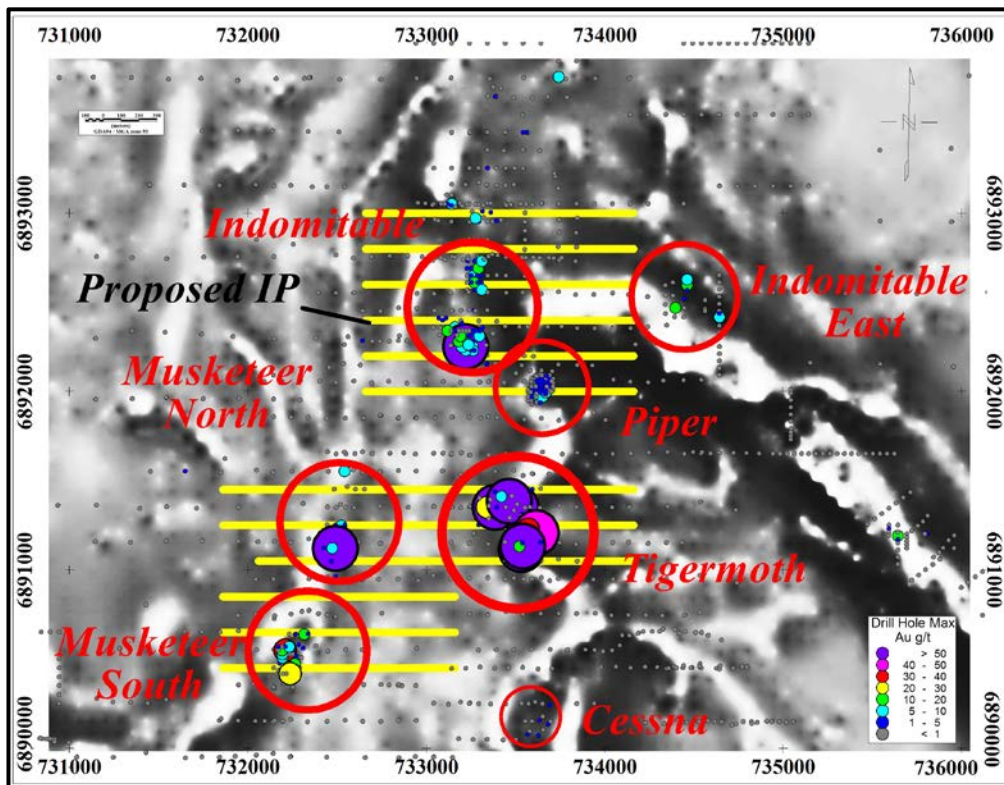 731000 732000 733000 734000 735000 736000
6893000
6892000
6891000
6890000
6893000
6892000
6891000
6890000
(meters)
N
Indomitable
Proposed IP
Indomitable
East
Musketeer
North
Piper
Tigermoth
Musketeer
South
Cessna
Drill Hole Max
Au g/t
> 50
40 - 50
30 - 40
20 - 30
10 - 20
5 - 10
1 - 5
< 1
731000 732000 733000 734000 735000 736000